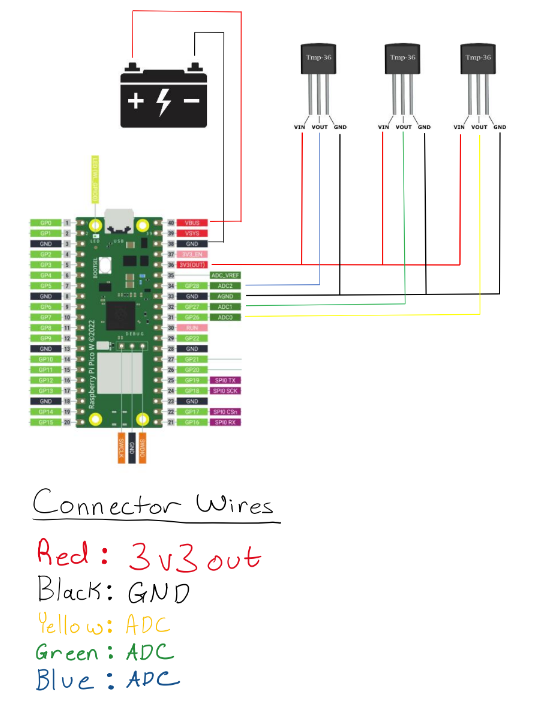 Tmp-36 Tmp-36 Tmp-36
VIN VOUT GND VIN VOUT GND VIN VOUT GND
GP0 1 40 VBUS
GP1 2 39 VSYS
GND 3 38 GND
GP2 4 37 3V3_EN
GP3 5 36 3V3(OUT)
GP4 6 35 ADC_VREF
GP5 7 34 GP28 ADC2
GND 8 33 GND AGND
GP6 9 32 GP27 ADC1
GP7 10 31 GP26 ADC0
GP8 11 30 RUN
GP9 12 29 GP22
GND 13 28 GND
GP10 14 27 GP21
GP11 15 26 GP20
GP12 16 25 GP19 SPI0 TX
GP13 17 24 GP18 SPI0 SCK
GND 18 23 GND
GP14 19 22 GP17 SPI0 CSn
GP15 20 21 GP16 SPI0 RX
LED
USB
BOOTSEL
DEBUG
Raspberry Pi Pico W ©2022
SWCLK
GND
SWDIO
Connector Wires
Red: 3v3 out
Black: GND
Yellow: ADC
Green: ADC
Blue: ADC